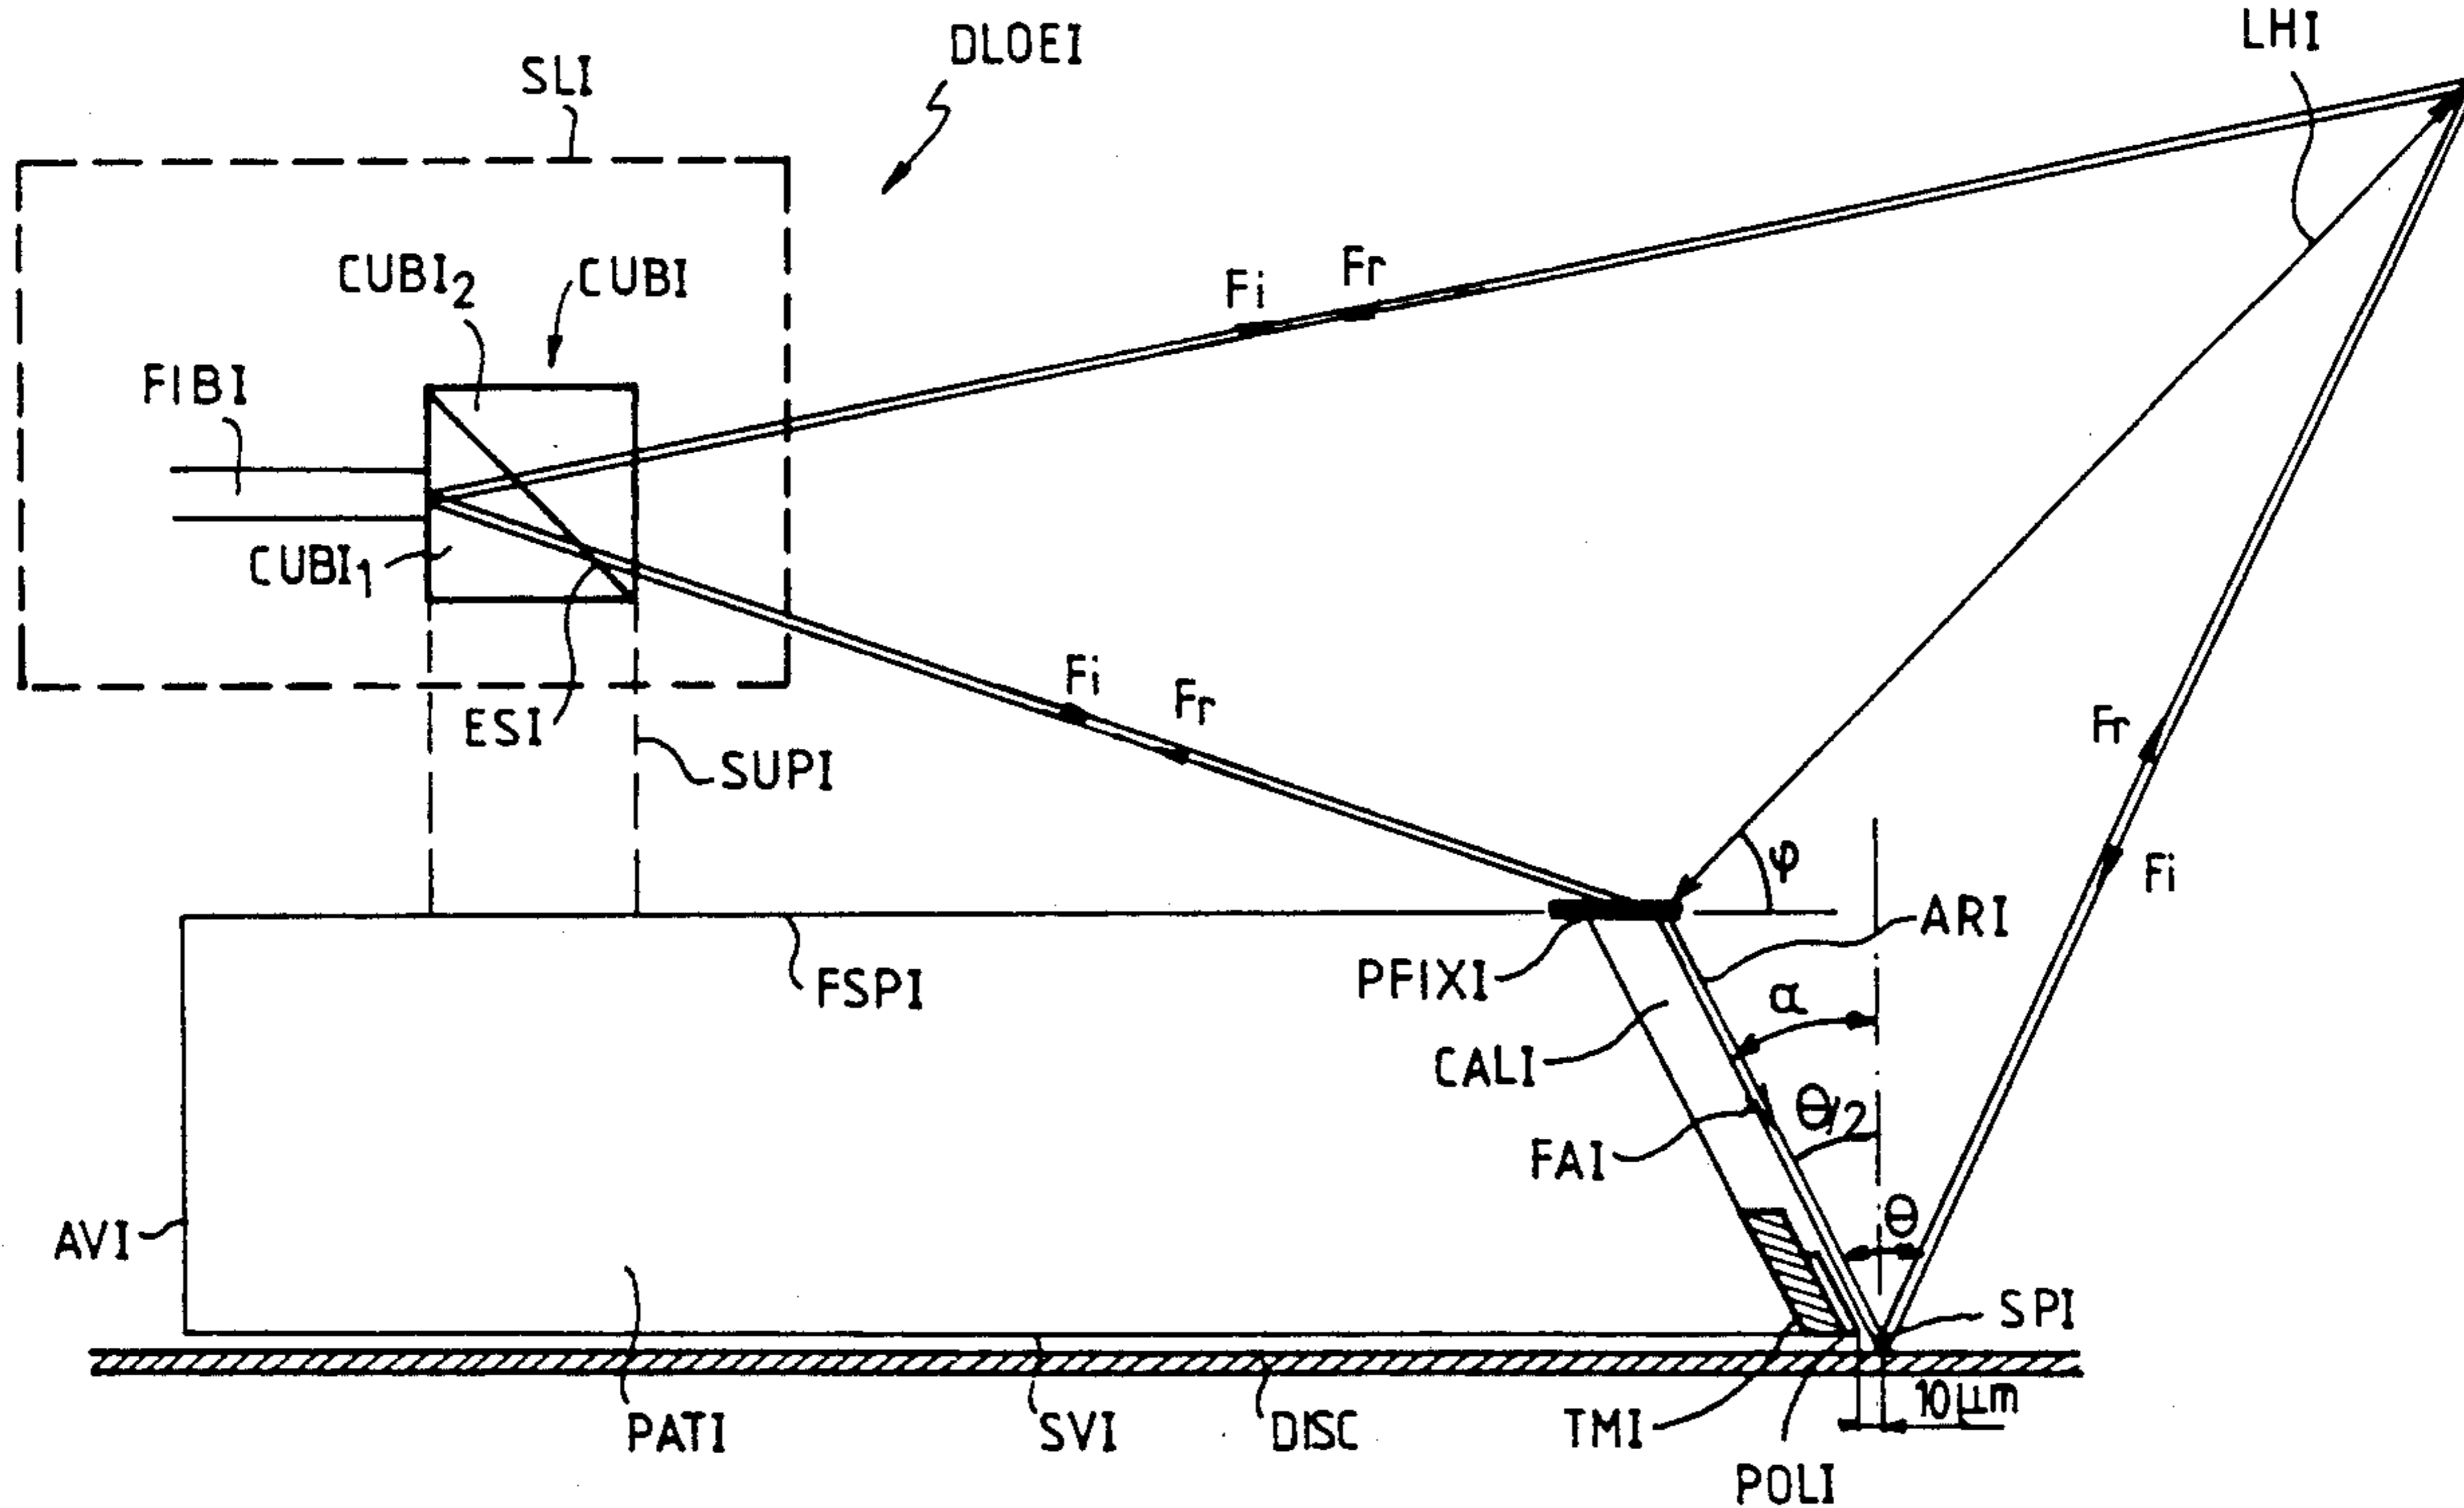 DLOEI
LHI
SLI
CUBI2
CUBI
Fi
Fr
FIBI
CUBI1
Fi
Fr
ESI
SUPI
Fr
Fi
φ
ARI
FSPI
PFIXI
α
CALI
θ/2
FAI
θ
AVI
SPI
10µm
PATI
SVI
DISC
TMI
POLI